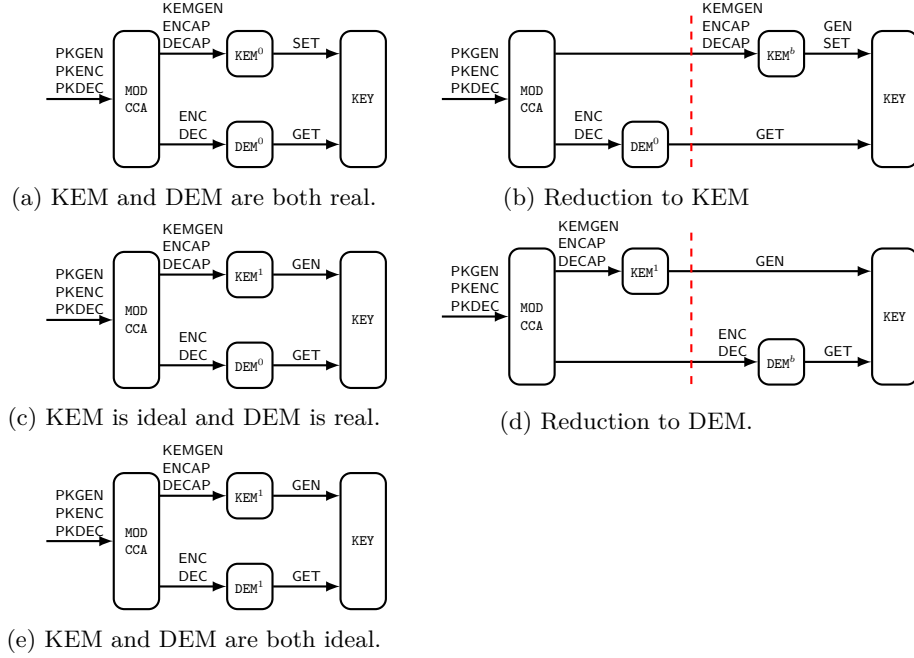 KEMGEN
ENCAP
DECAP
SET
PKGEN
PKENC
PKDEC
MOD
CCA
KEM⁰
KEY
ENC
DEC
DEM⁰
GET
(a) KEM and DEM are both real.
KEMGEN
ENCAP
DECAP
GEN
SET
PKGEN
PKENC
PKDEC
MOD
CCA
KEMᵇ
KEY
ENC
DEC
DEM⁰
GET
(b) Reduction to KEM
KEMGEN
ENCAP
DECAP
GEN
PKGEN
PKENC
PKDEC
MOD
CCA
KEM¹
KEY
ENC
DEC
DEM⁰
GET
(c) KEM is ideal and DEM is real.
KEMGEN
ENCAP
DECAP
GEN
PKGEN
PKENC
PKDEC
MOD
CCA
KEM¹
KEY
ENC
DEC
DEMᵇ
GET
(d) Reduction to DEM.
KEMGEN
ENCAP
DECAP
GEN
PKGEN
PKENC
PKDEC
MOD
CCA
KEM¹
KEY
ENC
DEC
DEM¹
GET
(e) KEM and DEM are both ideal.